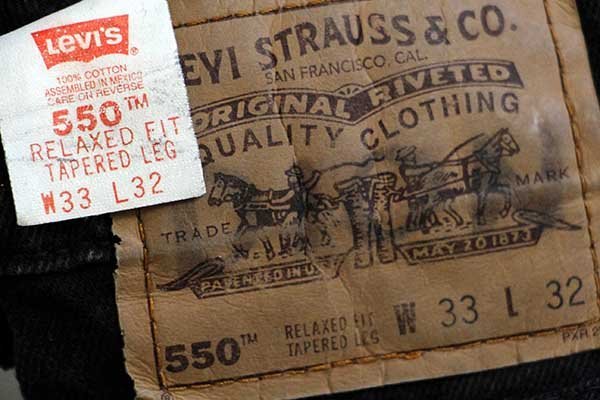 Levi's
100% COTTON
ASSEMBLED IN MEXICO
CARE ON REVERSE
550™
RELAXED FIT
TAPERED LEG
W33 L32
EVI STRAUSS & CO.
SAN FRANCISCO, CAL.
ORIGINAL RIVETED
QUALITY CLOTHING
TRADE MARK
PATENTED IN U.S.
MAY 20 1873
550™ RELAXED FIT W 33 L 32
TAPERED LEG